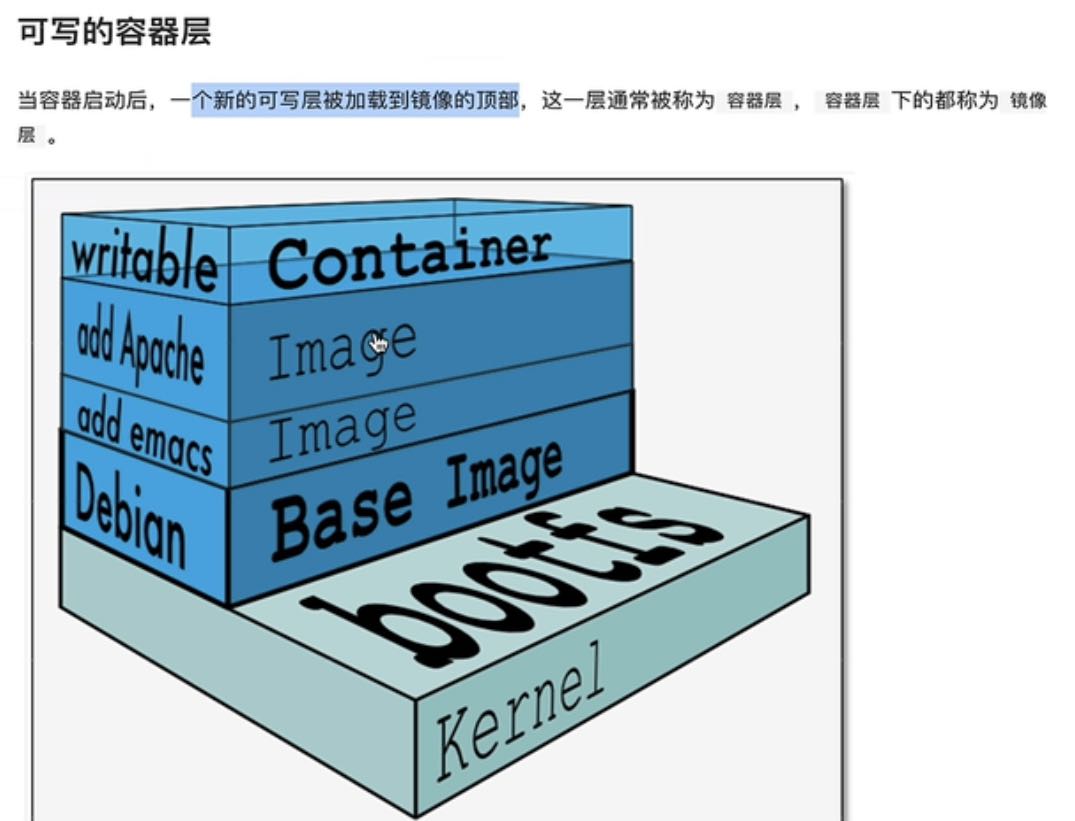 可写的容器层
当容器启动后，一个新的可写层被加载到镜像的顶部，这一层通常被称为 容器层 ， 容器层 下的都称为 镜像
层 。
writable Container
add Apache Image
add emacs Image
Debian Base Image
bootfs
Kernel